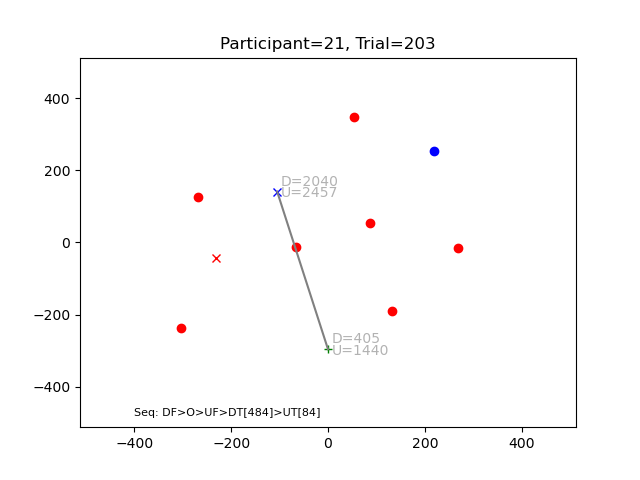 Participant=21, Trial=203
400
200
0
−200
−400
D=2040
U=2457
D=405
U=1440
Seq: DF>O>UF>DT[484]>UT[84]
−400 −200 0 200 400